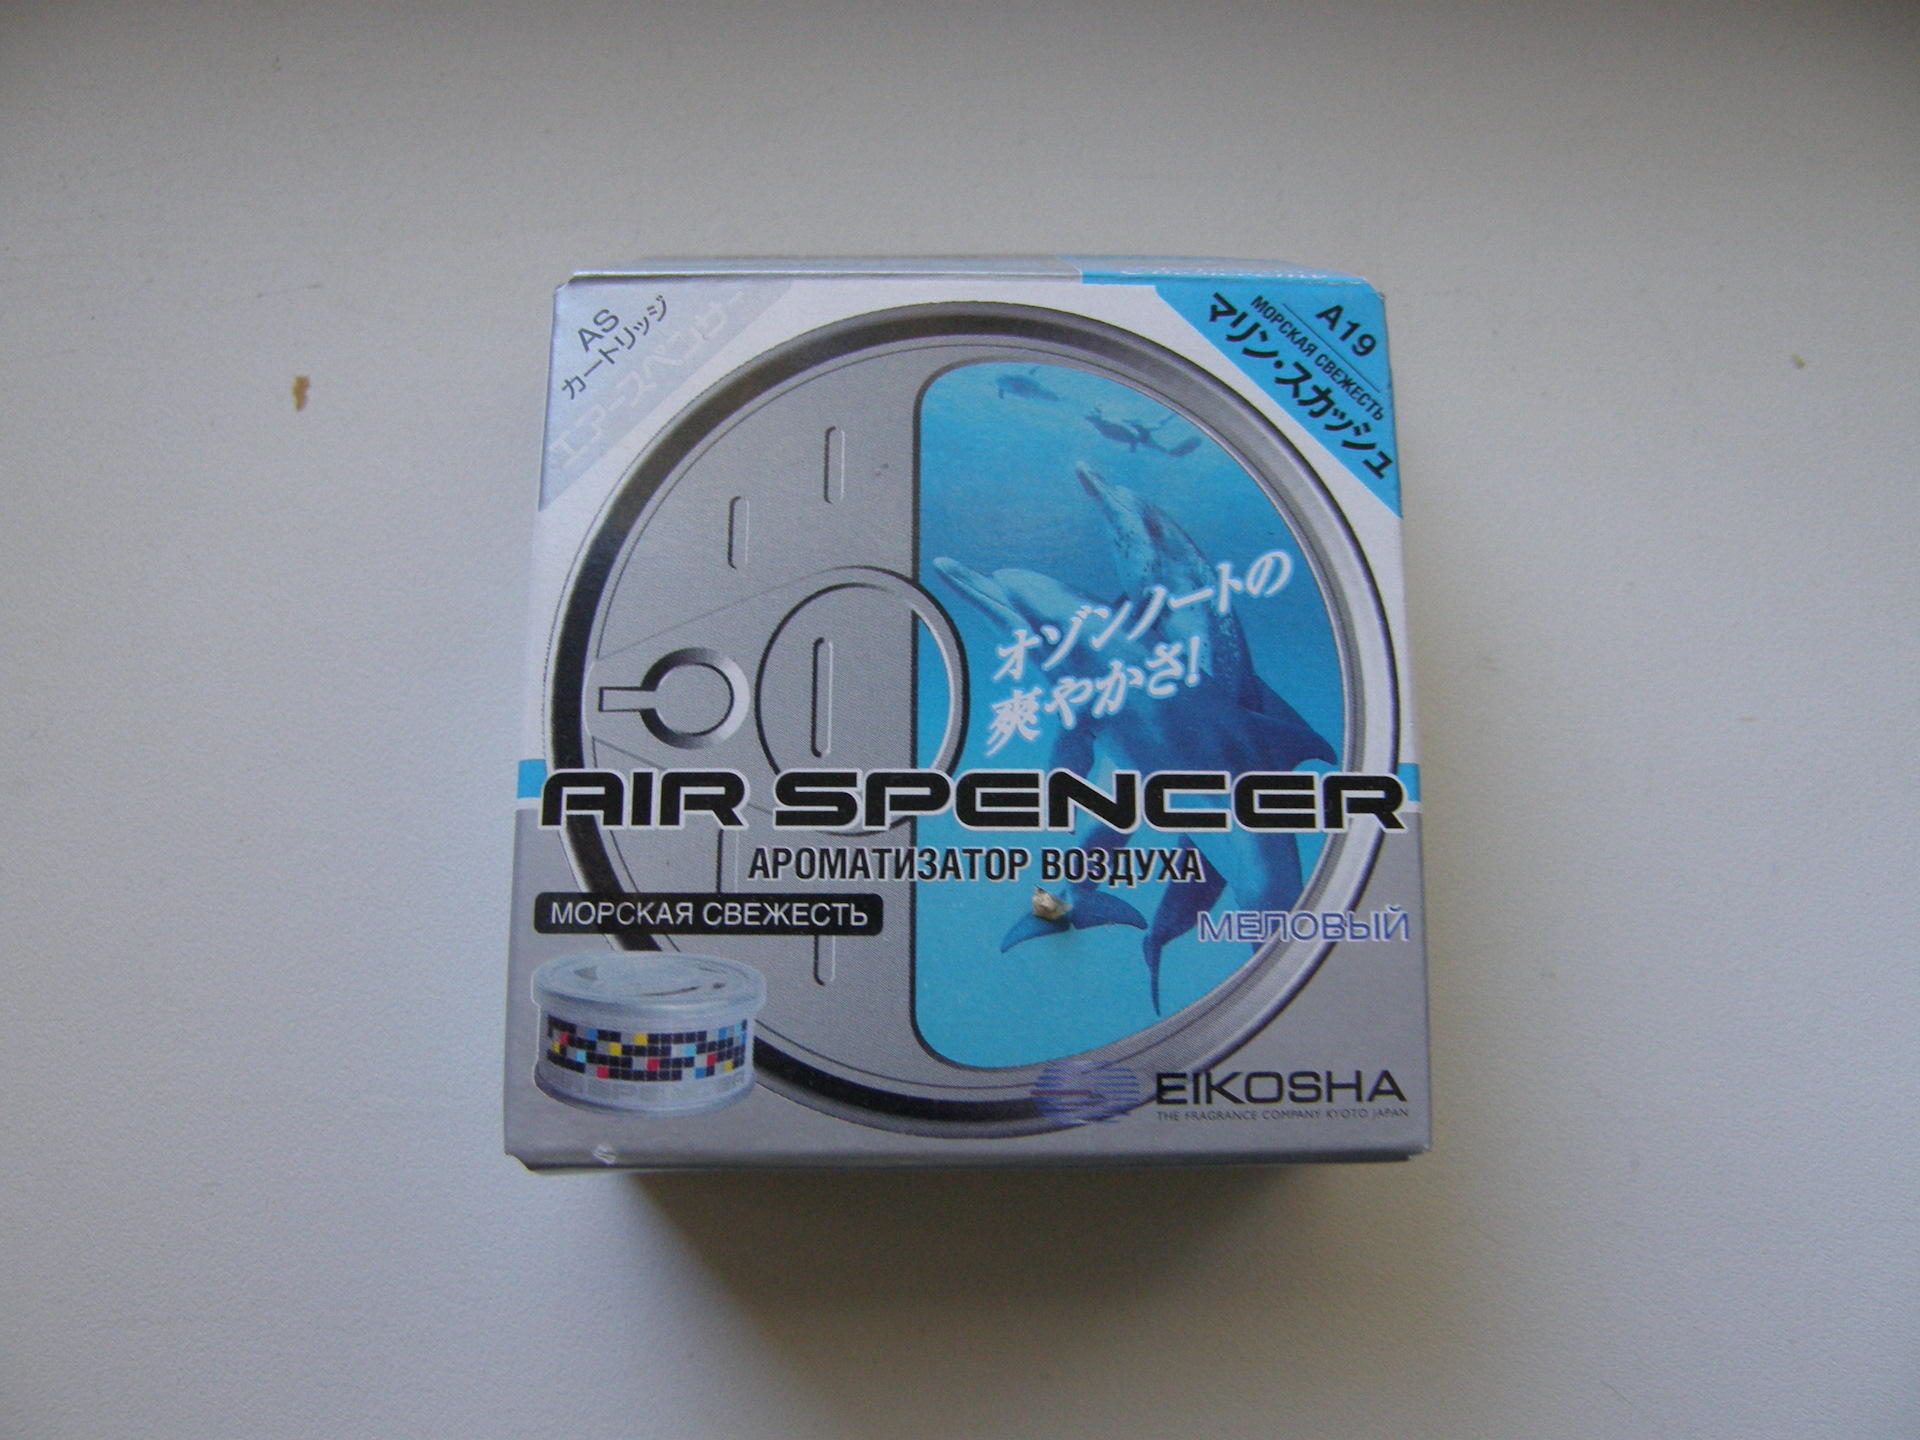 AS
カートリッジ
エアースペンサー
A19
МОРСКАЯ СВЕЖЕСТЬ
マリン・スカッシュ
オゾンノートの
爽やかさ!
AIR SPENCER
АРОМАТИЗАТОР ВОЗДУХА
МОРСКАЯ СВЕЖЕСТЬ
МЕЛОВЫЙ
EIKOSHA
THE FRAGRANCE COMPANY KYOTO JAPAN